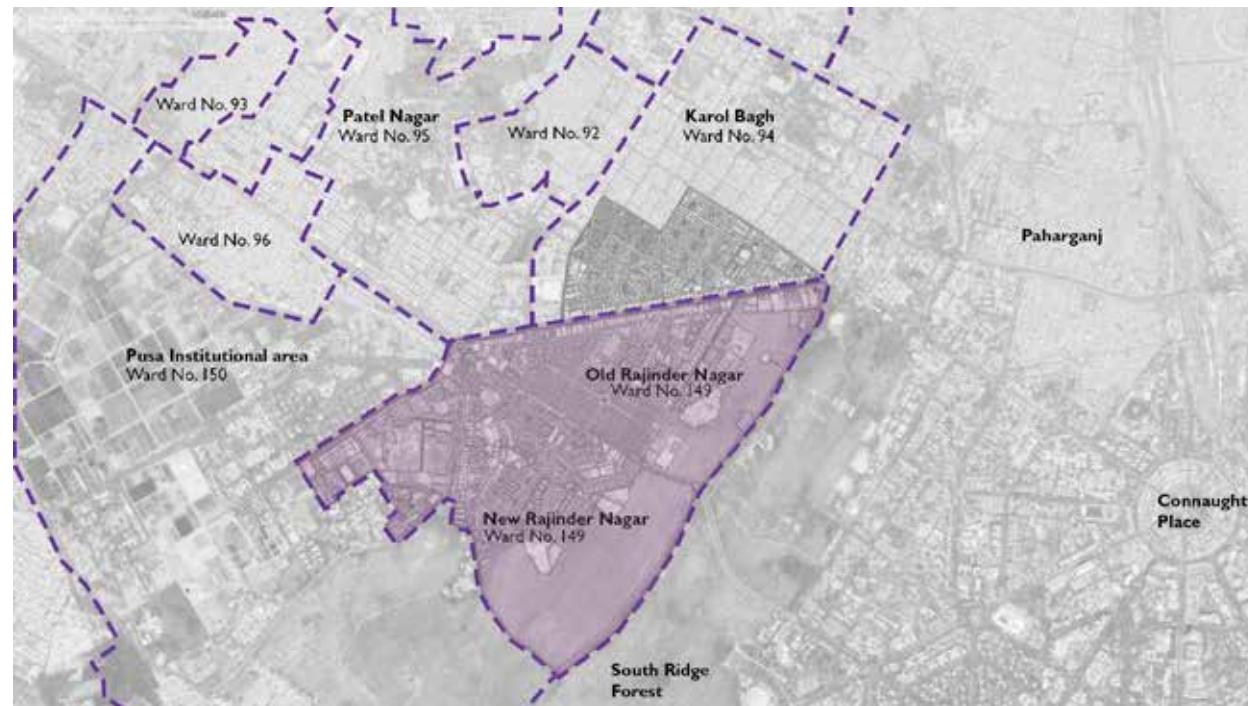 Ward No. 93
Patel Nagar
Ward No. 95
Ward No. 92
Karol Bagh
Ward No. 94
Ward No. 96
Paharganj
Pusa Institutional area
Ward No. 150
Old Rajinder Nagar
Ward No. 149
New Rajinder Nagar
Ward No. 149
Connaught
Place
South Ridge
Forest